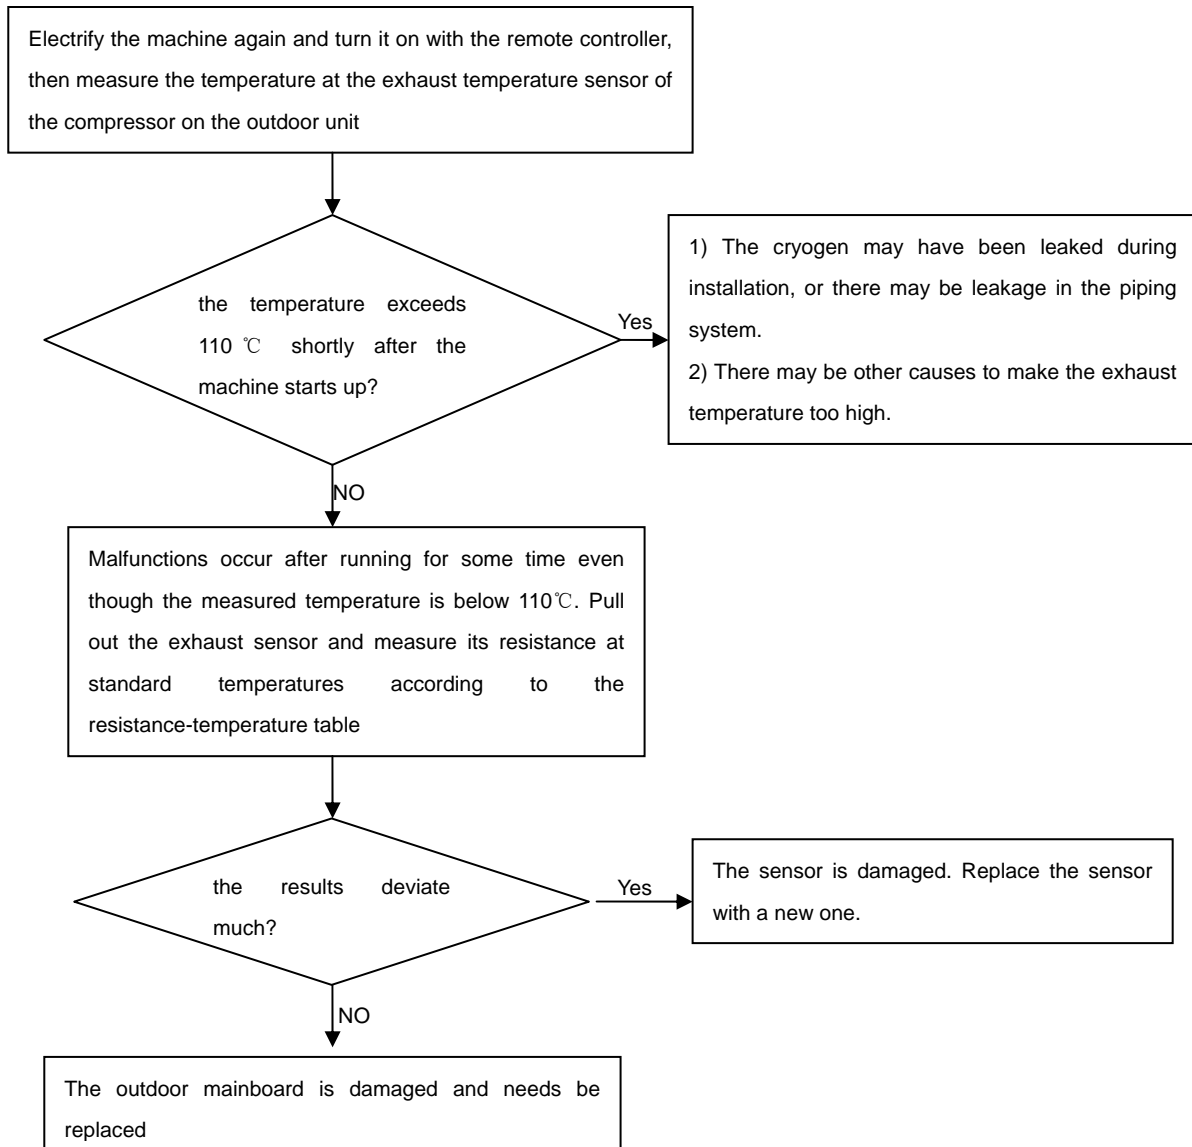 Electrify the machine again and turn it on with the remote controller,
then measure the temperature at the exhaust temperature sensor of
the compressor on the outdoor unit
the temperature exceeds
110 ℃ shortly after the
machine starts up?
Yes
1) The cryogen may have been leaked during
installation, or there may be leakage in the piping
system.
2) There may be other causes to make the exhaust
temperature too high.
NO
Malfunctions occur after running for some time even
though the measured temperature is below 110℃. Pull
out the exhaust sensor and measure its resistance at
standard temperatures according to the
resistance-temperature table
the results deviate
much?
Yes
The sensor is damaged. Replace the sensor
with a new one.
NO
The outdoor mainboard is damaged and needs be
replaced